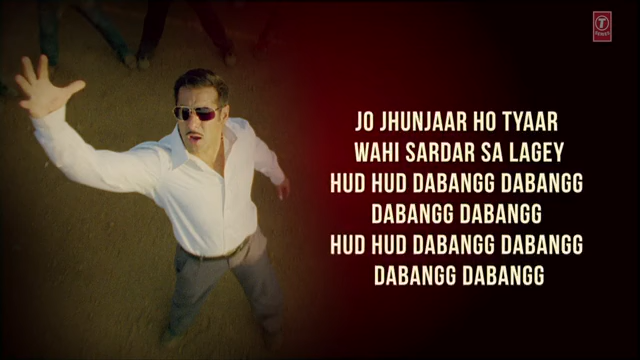 T
SERIES
JO JHUNJAAR HO TYAAR
WAHI SARDAR SA LAGEY
HUD HUD DABANGG DABANGG
DABANGG DABANGG
HUD HUD DABANGG DABANGG
DABANGG DABANGG